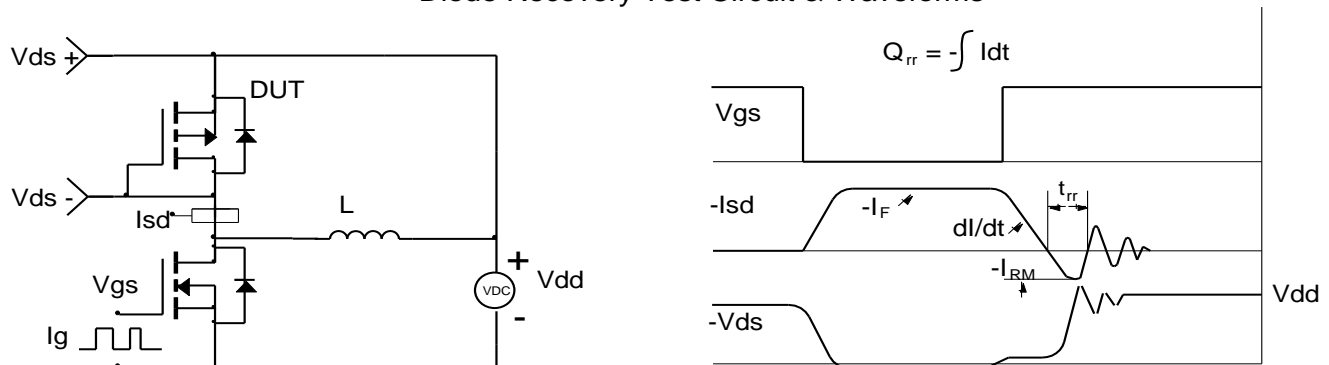 Diode Recovery Test Circuit & Waveforms
Vds +
DUT
Vds -
Isd
L
Vgs
Ig
VDC
+
-
Vdd
Qrr = -∫ Idt
Vgs
-Isd
-IF
dI/dt
trr
-IRM
-Vds
Vdd